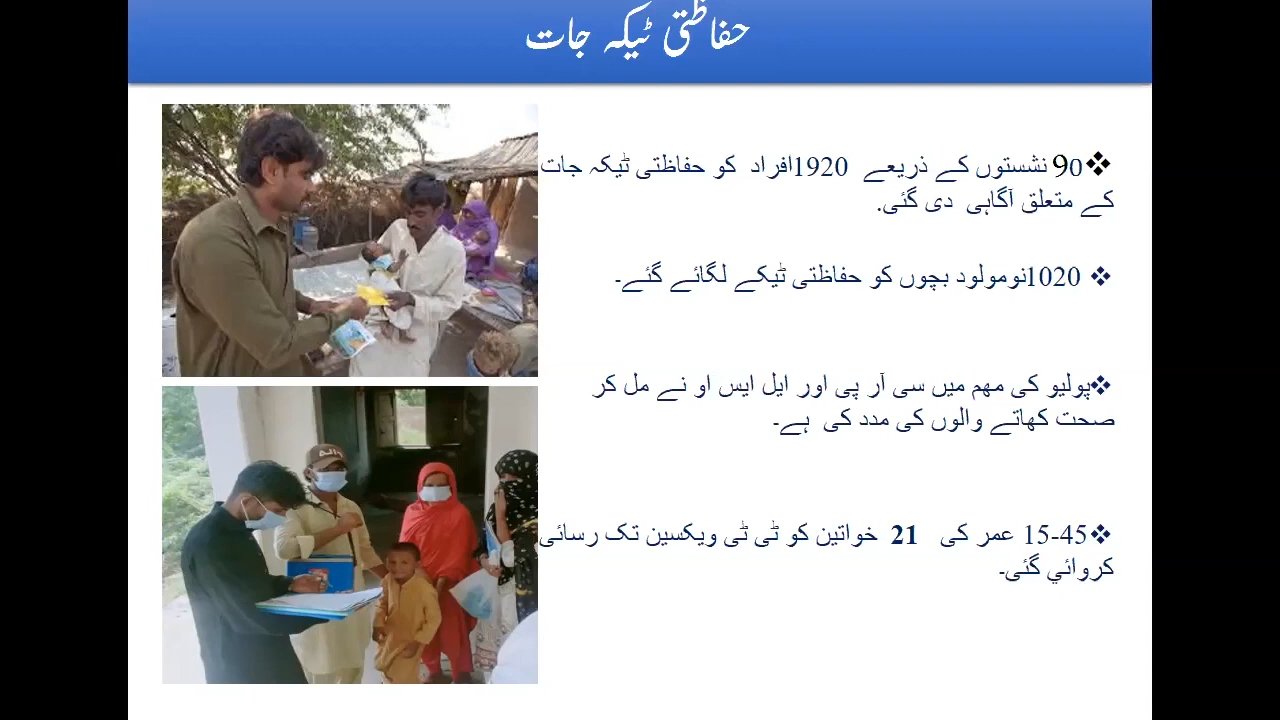 حفاظتی ٹیکہ جات
❖90 نشستوں کے ذریعے 1920افراد کو حفاظتی ٹیکہ جات
کے متعلق آگاہی دی گئی.
❖ 1020نومولود بچوں کو حفاظتی ٹیکے لگائے گئے۔
❖پولیو کی مہم میں سی آر پی اور ایل ایس او نے مل کر
صحت کھاتے والوں کی مدد کی ہے۔
❖15-45 عمر کی 21 خواتین کو ٹی ٹی ویکسین تک رسائی
کروائي گئی۔